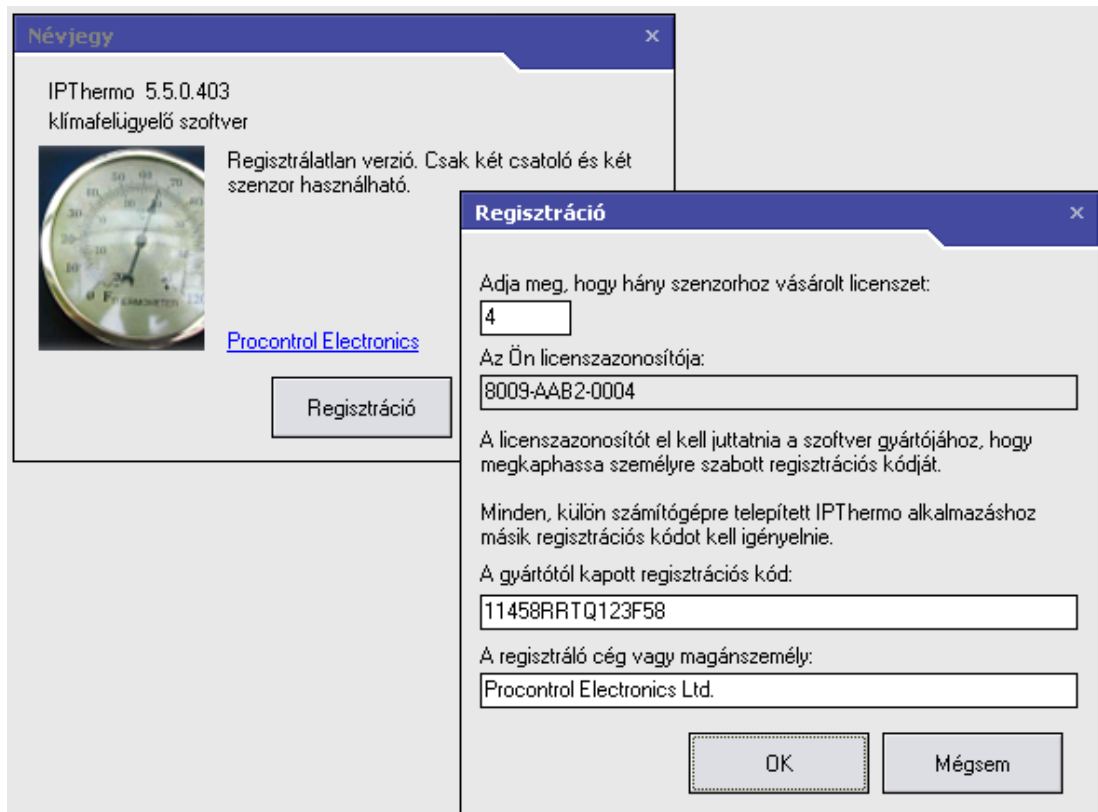 Névjegy
IPThermo 5.5.0.403
klímafelügyelő szoftver
Regisztrálatlan verzió. Csak két csatoló és két
szenzor használható.
Procontrol Electronics
Regisztráció
Regisztráció
Adja meg, hogy hány szenzorhoz vásárolt licenszet:
4
Az Ön licenszazonosítója:
8009-AAB2-0004
A licenszazonosítót el kell juttatnia a szoftver gyártójához, hogy
megkaphassa személyre szabott regisztrációs kódját.
Minden, külön számítógépre telepített IPThermo alkalmazáshoz
másik regisztrációs kódot kell igényelnie.
A gyártótól kapott regisztrációs kód:
11458RRTQ123F58
A regisztráló cég vagy magánszemély:
Procontrol Electronics Ltd.
OK
Mégsem